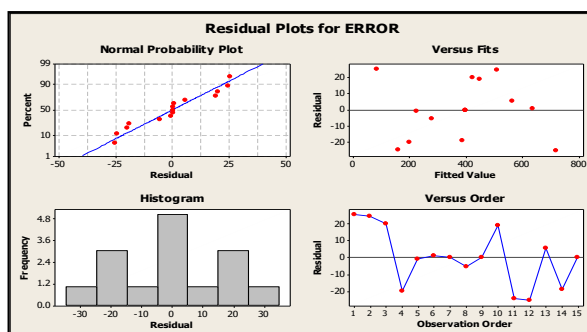 Residual Plots for ERROR
Normal Probability Plot
99
90
50
10
1
Percent
-50 -25 0 25 50
Residual
Versus Fits
20
10
0
-10
-20
Residual
0 200 400 600 800
Fitted Value
Histogram
4.8
3.6
2.4
1.2
0.0
Frequency
-30 -20 -10 0 10 20 30
Residual
Versus Order
20
10
0
-10
-20
Residual
1 2 3 4 5 6 7 8 9 10 11 12 13 14 15
Observation Order